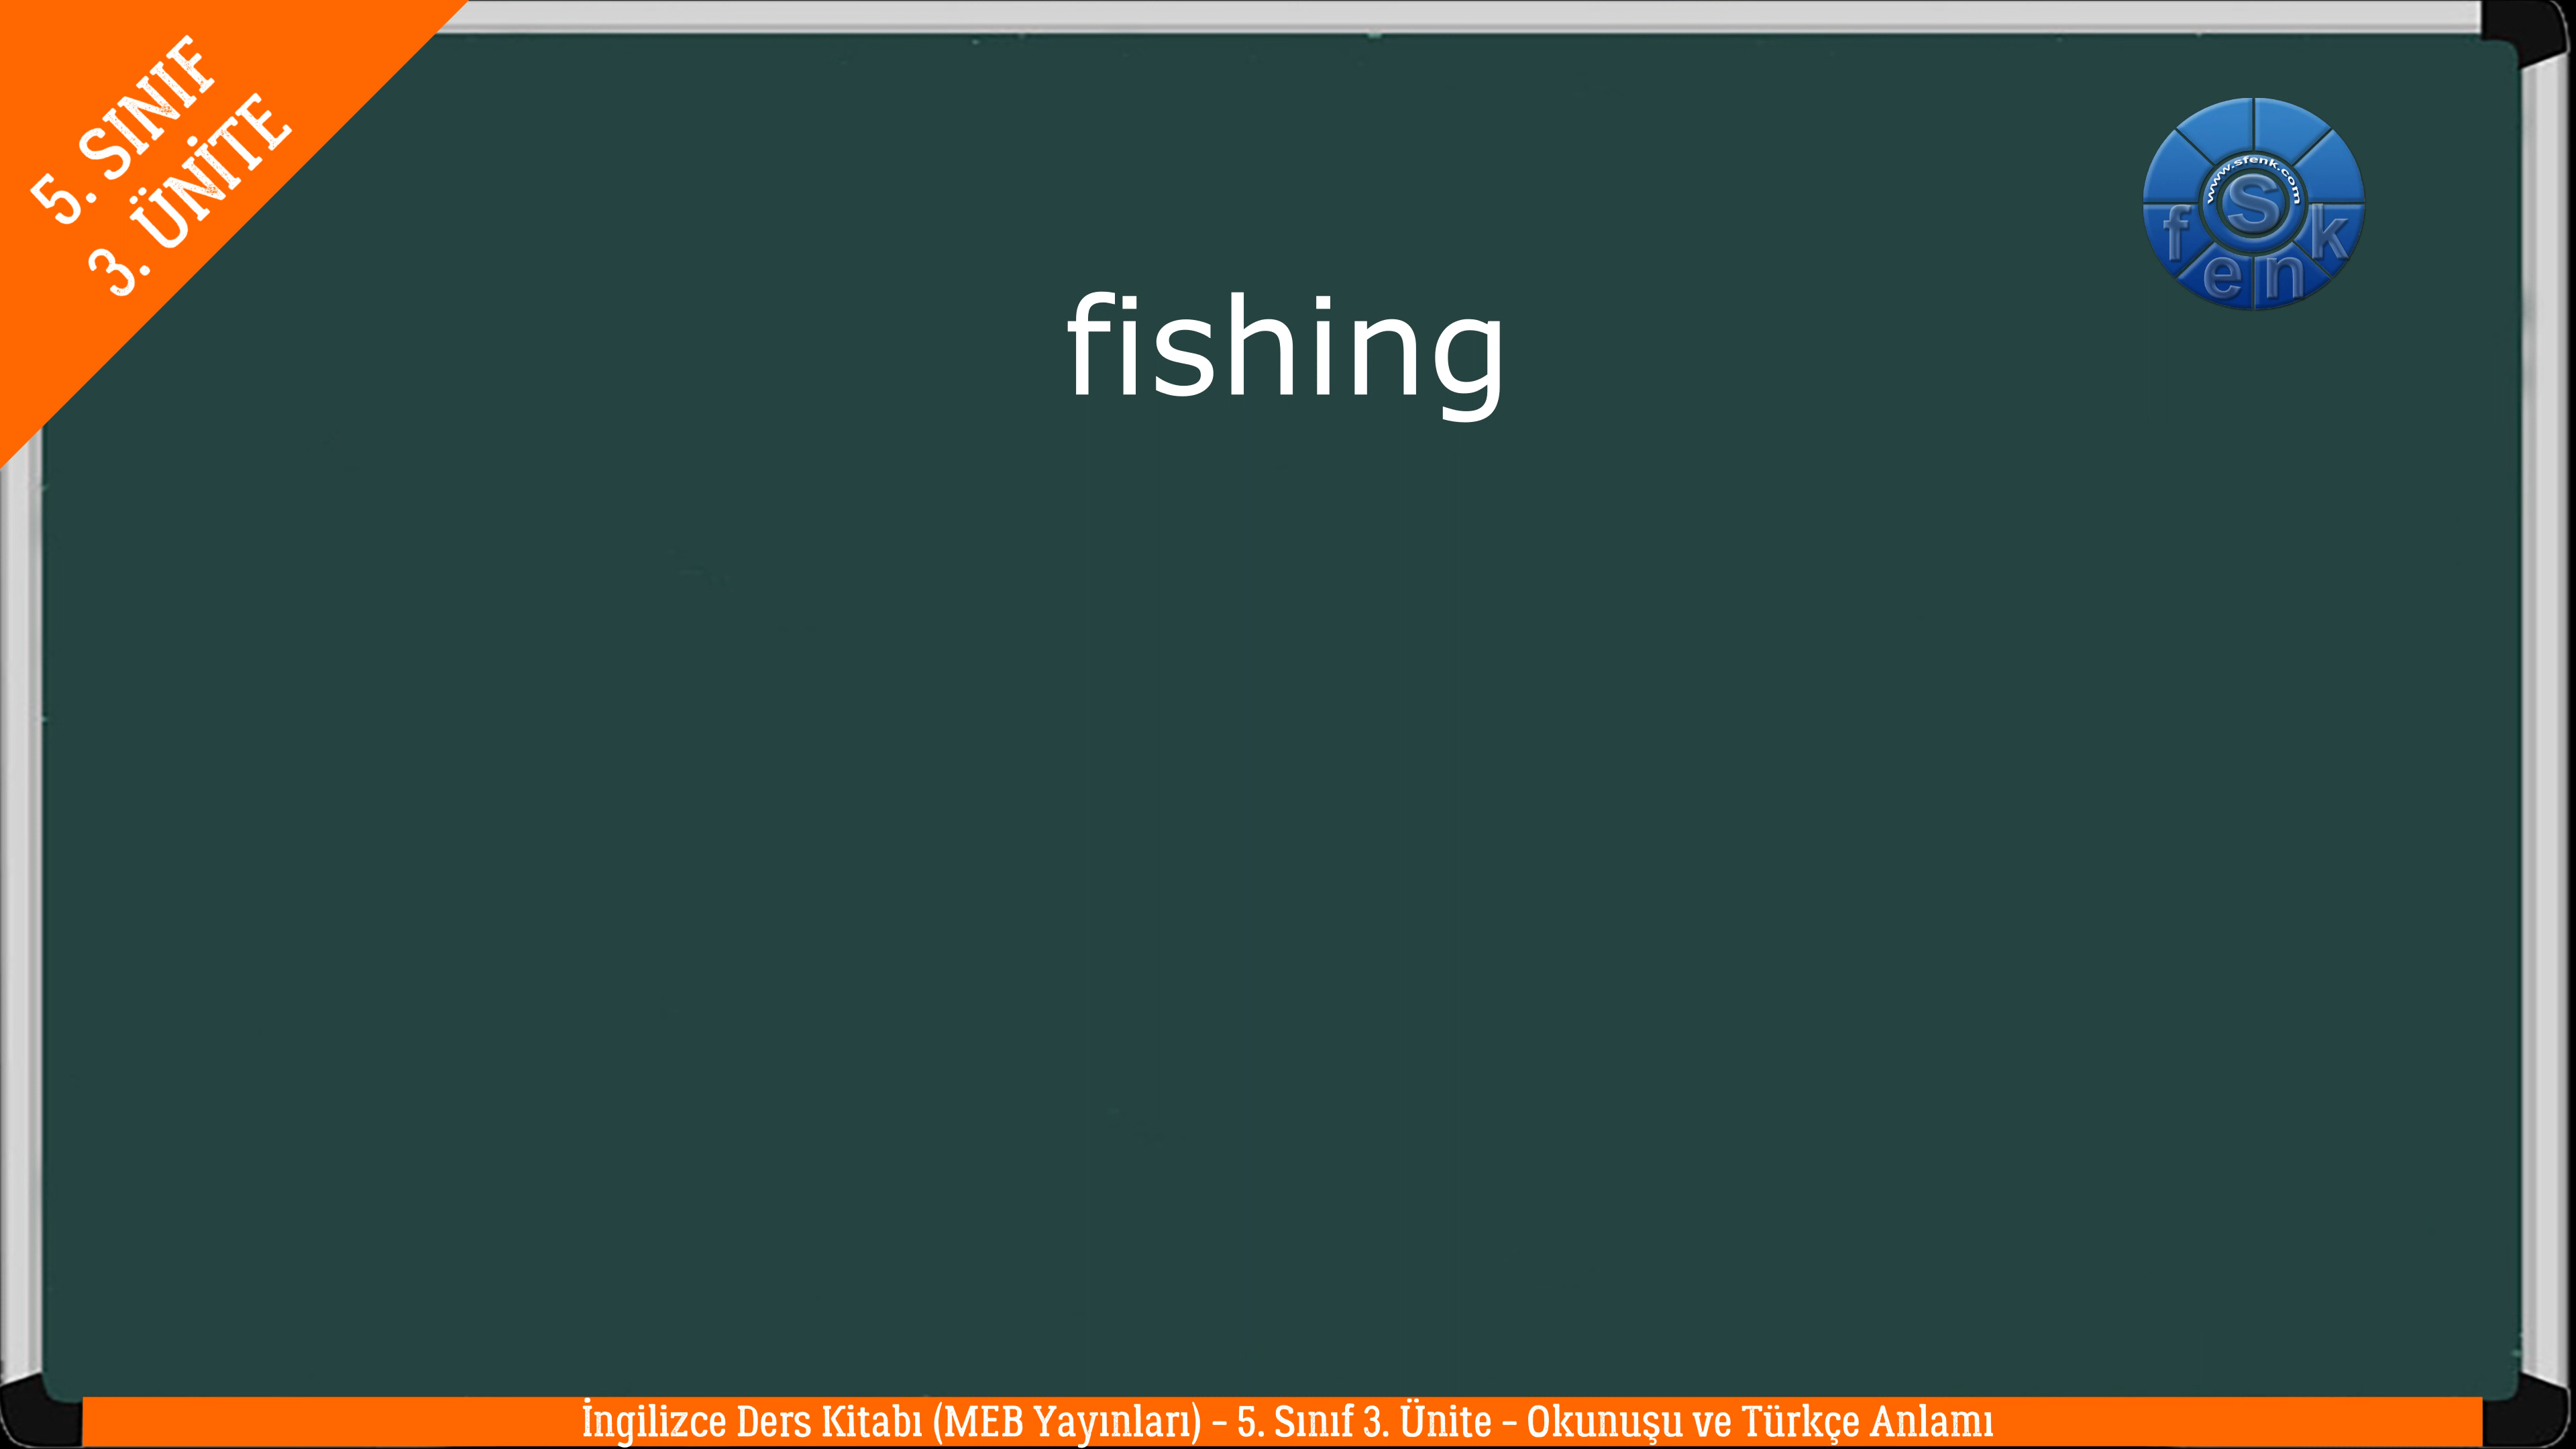 5. SINIF
3. ÜNİTE
www.sfenk.com
S
f e n k
fishing
İngilizce Ders Kitabı (MEB Yayınları) – 5. Sınıf 3. Ünite – Okunuşu ve Türkçe Anlamı